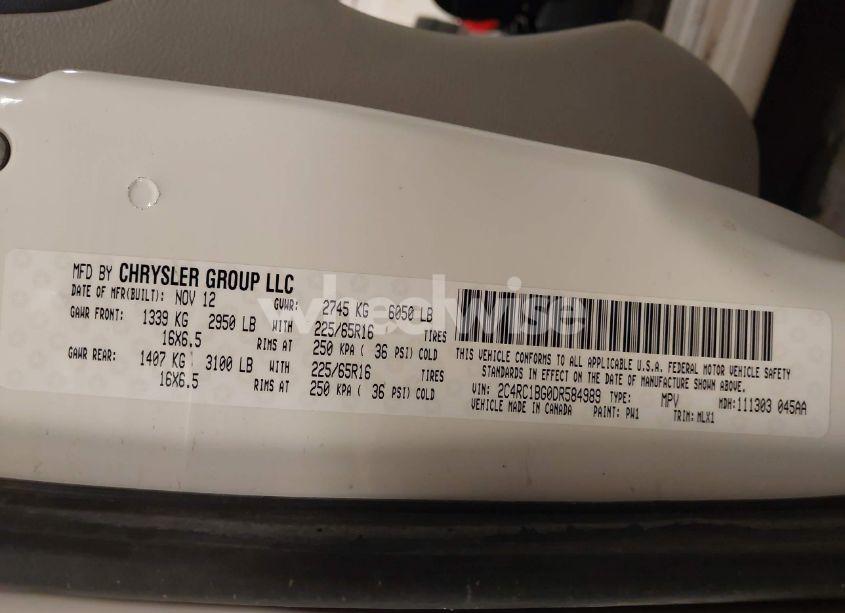 MFD BY CHRYSLER GROUP LLC
DATE OF MFR(BUILT): NOV 12 GVWR: 2745 KG 6050 LB
GAWR FRONT: 1339 KG 2950 LB WITH 225/65R16 TIRES
16X6.5 RIMS AT 250 KPA ( 36 PSI) COLD
GAWR REAR: 1407 KG 3100 LB WITH 225/65R16 TIRES
16X6.5 RIMS AT 250 KPA ( 36 PSI) COLD
THIS VEHICLE CONFORMS TO ALL APPLICABLE U.S.A. FEDERAL MOTOR VEHICLE SAFETY
STANDARDS IN EFFECT ON THE DATE OF MANUFACTURE SHOWN ABOVE.
VIN: 2C4RC1BG0DR584989 TYPE: MPV MDH:111303 045AA
VEHICLE MADE IN CANADA PAINT: PW1 TRIM: MLX1
wheelwise